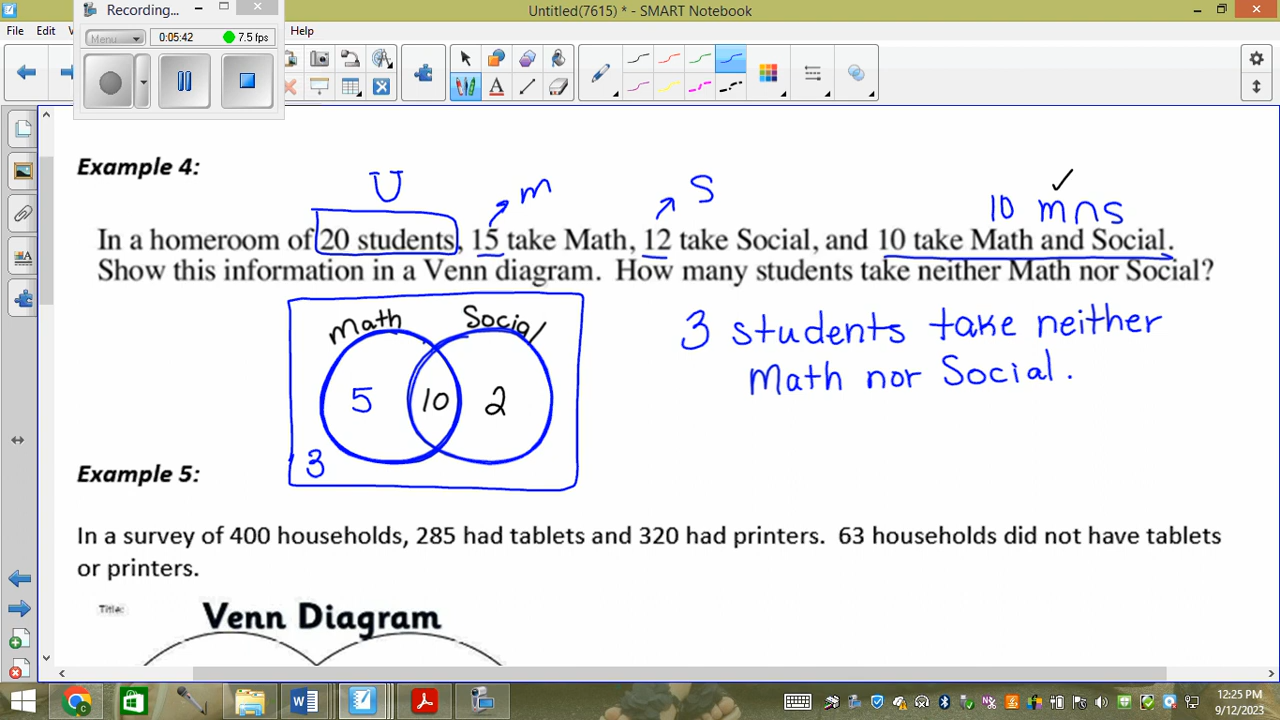 Recording...
Untitled(7615) * - SMART Notebook
File
Edit
Help
Menu
0:05:42
7.5 fps
Example 4:
U
m
S
10 m∩s
In a homeroom of 20 students, 15 take Math, 12 take Social, and 10 take Math and Social.
Show this information in a Venn diagram. How many students take neither Math nor Social?
Math
Social
5
10
2
3
3 students take neither
Math nor Social.
Example 5:
In a survey of 400 households, 285 had tablets and 320 had printers. 63 households did not have tablets
or printers.
Title:
Venn Diagram
12:25 PM
9/12/2023